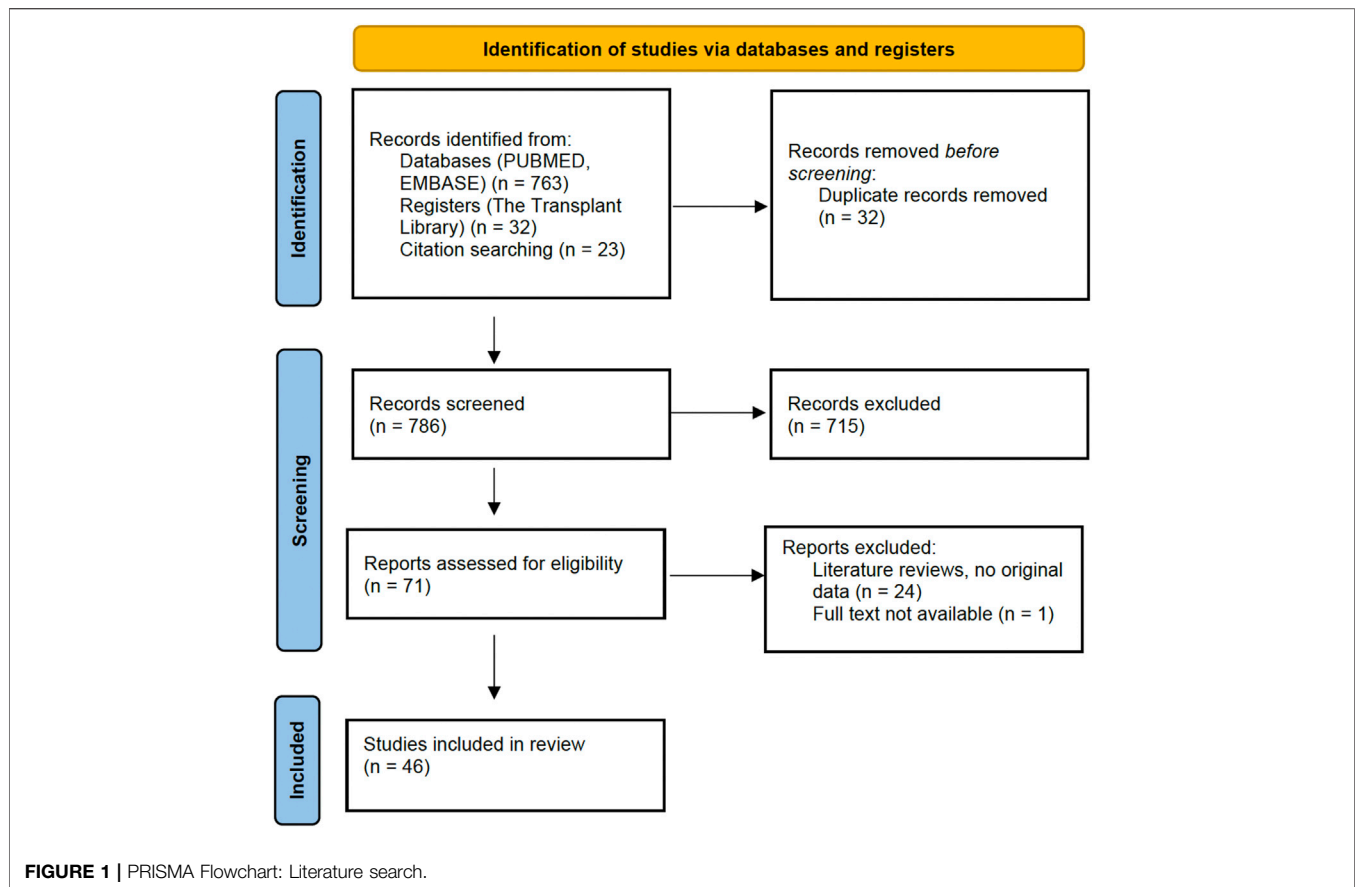 Identification of studies via databases and registers
Identification
Records identified from:
Databases (PUBMED,
EMBASE) (n = 763)
Registers (The Transplant
Library) (n = 32)
Citation searching (n = 23)
Records removed before
screening:
Duplicate records removed
(n = 32)
Screening
Records screened
(n = 786)
Records excluded
(n = 715)
Reports assessed for eligibility
(n = 71)
Reports excluded:
Literature reviews, no original
data (n = 24)
Full text not available (n = 1)
Included
Studies included in review
(n = 46)
FIGURE 1 | PRISMA Flowchart: Literature search.